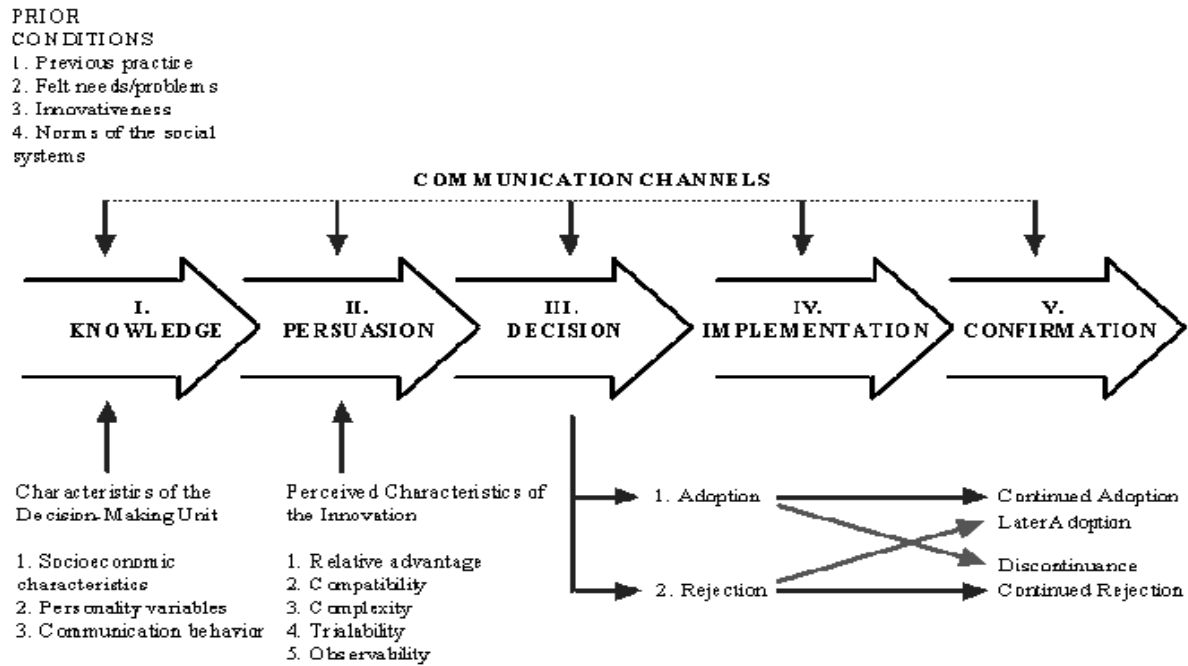 PRIOR
CONDITIONS
1. Previous practise
2. Felt needs/problems
3. Innovativeness
4. Norms of the social
systems
COMMUNICATION CHANNELS
I.
KNOWLEDGE
II.
PERSUASION
III.
DECISION
IV.
IMPLEMENTATION
V.
CONFIRMATION
Characteristics of the
Decision-Making Unit
1. Socioeconomic
characteristics
2. Personality variables
3. Communication behavior
Perceived Characteristics of
the Innovation
1. Relative advantage
2. Compatibility
3. Complexity
4. Trialability
5. Observability
1. Adoption
2. Rejection
Continued Adoption
Later Adoption
Discontinuance
Continued Rejection